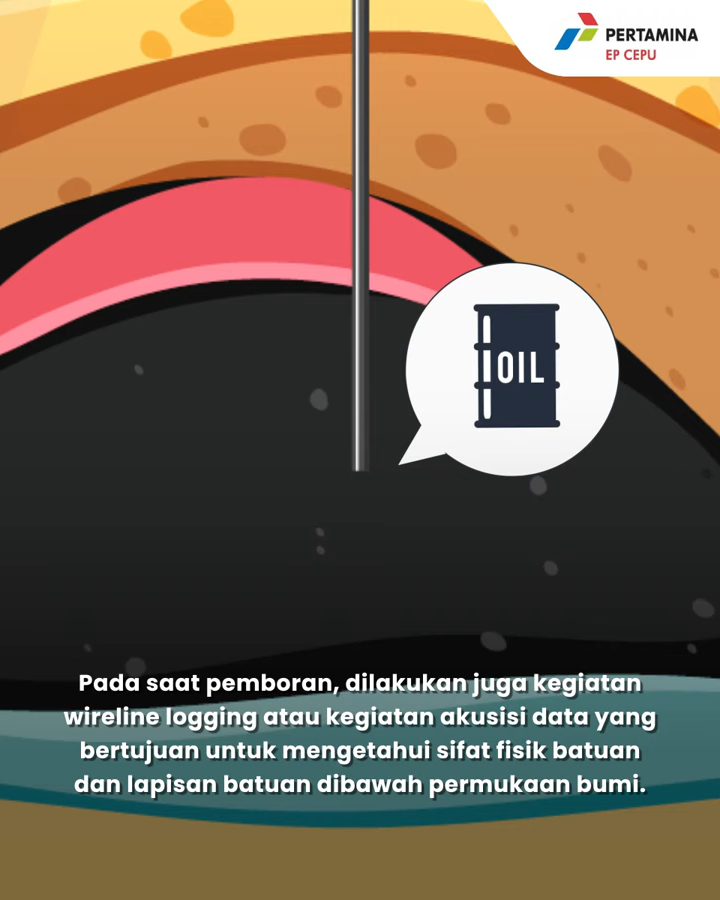 PERTAMINA
EP CEPU
OIL
Pada saat pemboran, dilakukan juga kegiatan
wireline logging atau kegiatan akusisi data yang
bertujuan untuk mengetahui sifat fisik batuan
dan lapisan batuan dibawah permukaan bumi.